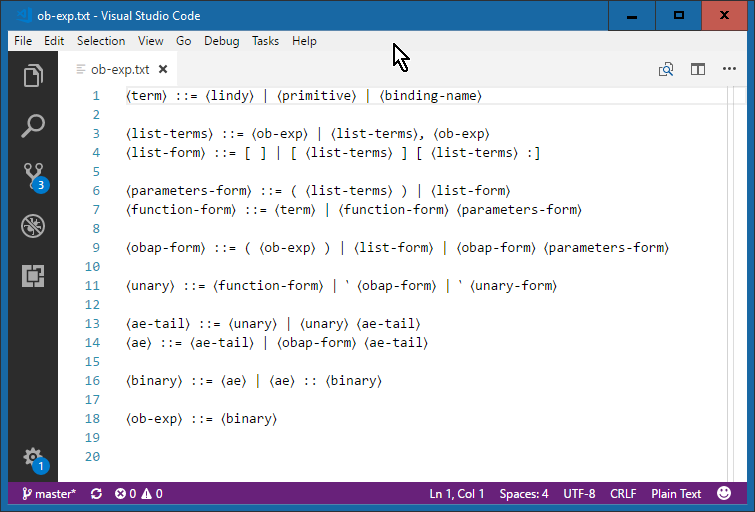 ob-exp.txt - Visual Studio Code
File Edit Selection View Go Debug Tasks Help
ob-exp.txt
1 ⟨term⟩ ::= ⟨lindy⟩ | ⟨primitive⟩ | ⟨binding-name⟩
2
3 ⟨list-terms⟩ ::= ⟨ob-exp⟩ | ⟨list-terms⟩, ⟨ob-exp⟩
4 ⟨list-form⟩ ::= [ ] | [ ⟨list-terms⟩ ] [ ⟨list-terms⟩ :]
5
6 ⟨parameters-form⟩ ::= ( ⟨list-terms⟩ ) | ⟨list-form⟩
7 ⟨function-form⟩ ::= ⟨term⟩ | ⟨function-form⟩ ⟨parameters-form⟩
8
9 ⟨obap-form⟩ ::= ( ⟨ob-exp⟩ ) | ⟨list-form⟩ | ⟨obap-form⟩ ⟨parameters-form⟩
10
11 ⟨unary⟩ ::= ⟨function-form⟩ | ‵ ⟨obap-form⟩ | ‵ ⟨unary-form⟩
12
13 ⟨ae-tail⟩ ::= ⟨unary⟩ | ⟨unary⟩ ⟨ae-tail⟩
14 ⟨ae⟩ ::= ⟨ae-tail⟩ | ⟨obap-form⟩ ⟨ae-tail⟩
15
16 ⟨binary⟩ ::= ⟨ae⟩ | ⟨ae⟩ :: ⟨binary⟩
17
18 ⟨ob-exp⟩ ::= ⟨binary⟩
19
20
3
1
master* 0 0 Ln 1, Col 1 Spaces: 4 UTF-8 CRLF Plain Text